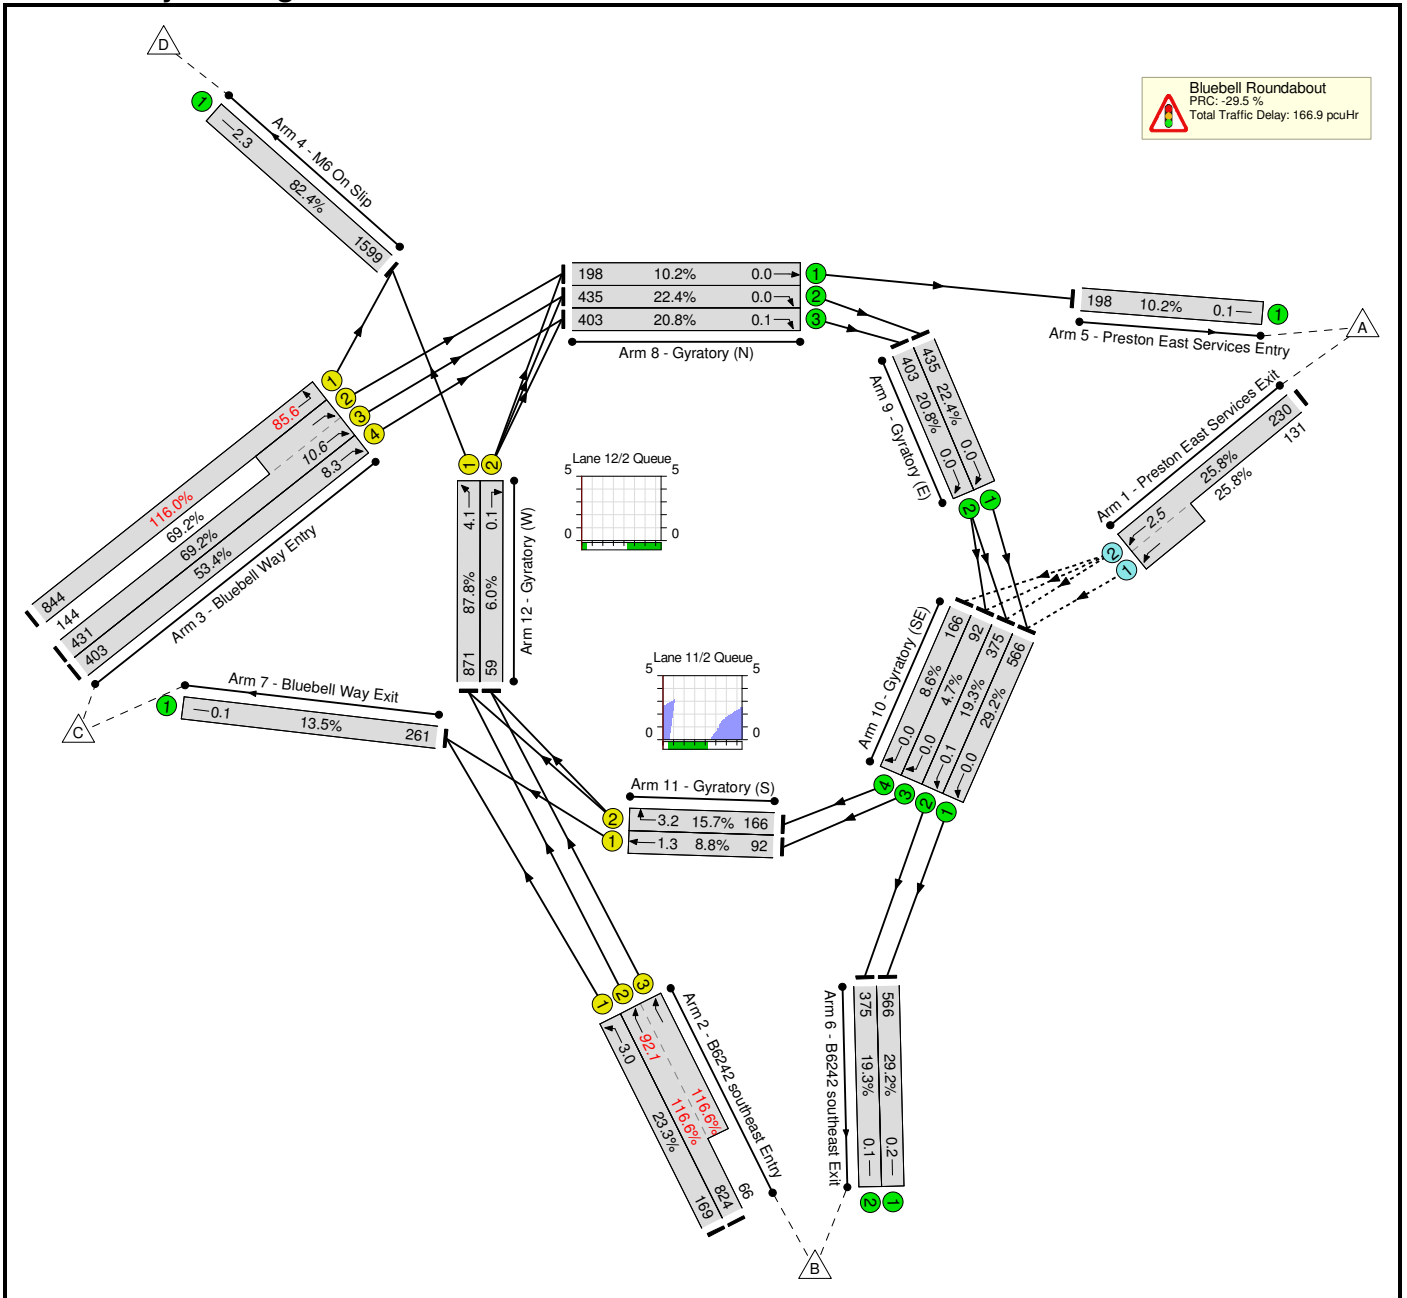 D
1
2.3
82.4%
1599
Arm 4 - M6 On Slip
Bluebell Roundabout
PRC: -29.5 %
Total Traffic Delay: 166.9 pcuHr
198 10.2% 0.0 1
435 22.4% 0.0 2
403 20.8% 0.1 3
Arm 8 - Gyratory (N)
198 10.2% 0.1 1
Arm 5 - Preston East Services Entry
A
435 22.4% 0.0 1
403 20.8% 0.0 2
Arm 9 - Gyratory (E)
Arm 1 - Preston East Services Exit
230
131
25.8%
25.8%
2.5
2
1
1
2
3
4
85.6
10.6
8.3
116.0%
69.2%
69.2%
53.4%
844
144
431
403
Arm 3 - Bluebell Way Entry
1 2
4.1 0.1
87.8% 6.0%
871 59
Arm 12 - Gyratory (W)
Lane 12/2 Queue
5 5
0 0
Lane 11/2 Queue
5 5
0 0
Arm 10 - Gyratory (SE)
166 92 375 566
8.6% 4.7% 19.3% 29.2%
0.0 0.0 0.1 0.0
4 3 2 1
Arm 7 - Bluebell Way Exit
1 0.1 13.5% 261
C
Arm 11 - Gyratory (S)
2 3.2 15.7% 166
1 1.3 8.8% 92
1 2 3
3.0
92.1
116.6%
116.6%
23.3%
169
824
66
Arm 2 - B6242 southeast Entry
Arm 6 - B6242 southeast Exit
375 566
19.3% 29.2%
0.1 0.2
2 1
B